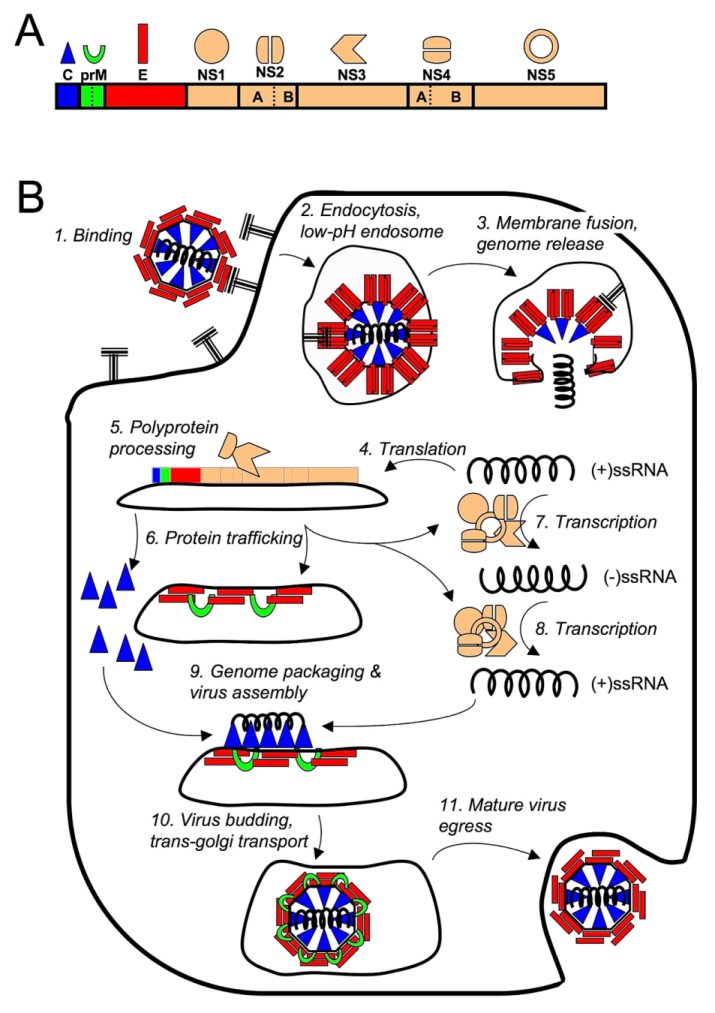 A
C prM E NS1 NS2 NS3 NS4 NS5
A B A B
B
1. Binding
2. Endocytosis,
low-pH endosome
3. Membrane fusion,
genome release
5. Polyprotein
processing
4. Translation
(+)ssRNA
6. Protein trafficking
7. Transcription
(-)ssRNA
8. Transcription
(+)ssRNA
9. Genome packaging &
virus assembly
10. Virus budding,
trans-golgi transport
11. Mature virus
egress